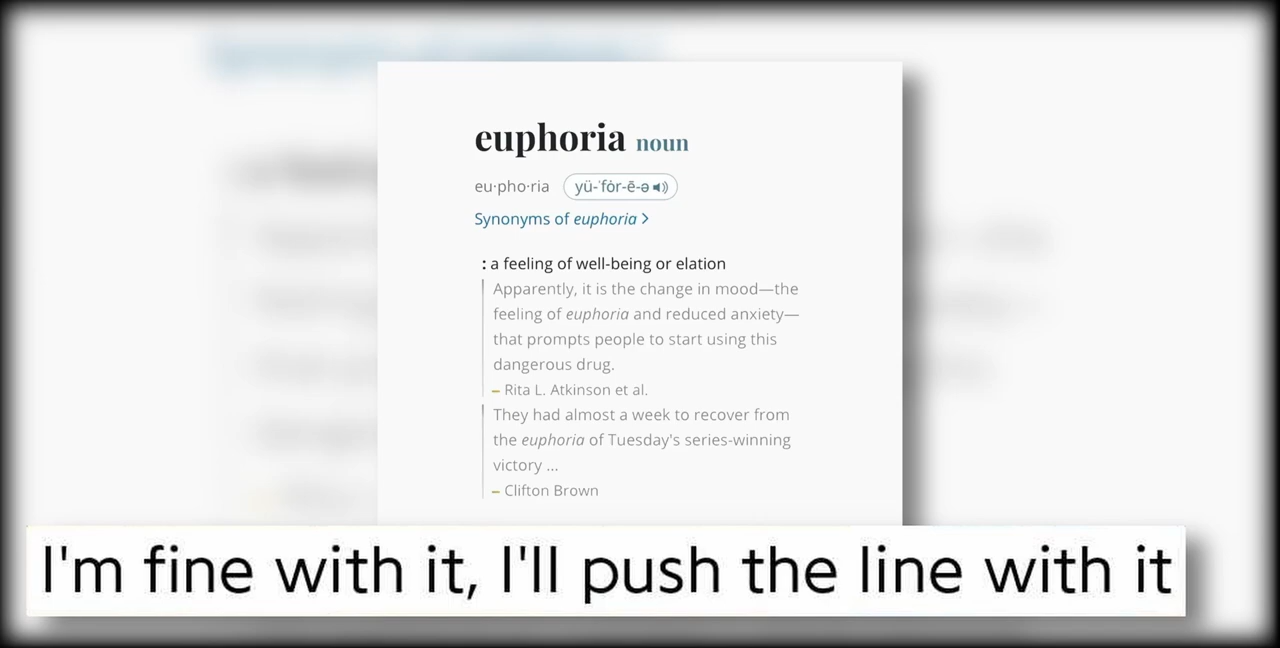 euphoria noun
eu·pho·ria yü-ˈfȯr-ē-ə
Synonyms of euphoria >
: a feeling of well-being or elation
Apparently, it is the change in mood—the
feeling of euphoria and reduced anxiety—
that prompts people to start using this
dangerous drug.
– Rita L. Atkinson et al.
They had almost a week to recover from
the euphoria of Tuesday's series-winning
victory ...
– Clifton Brown
I'm fine with it, I'll push the line with it